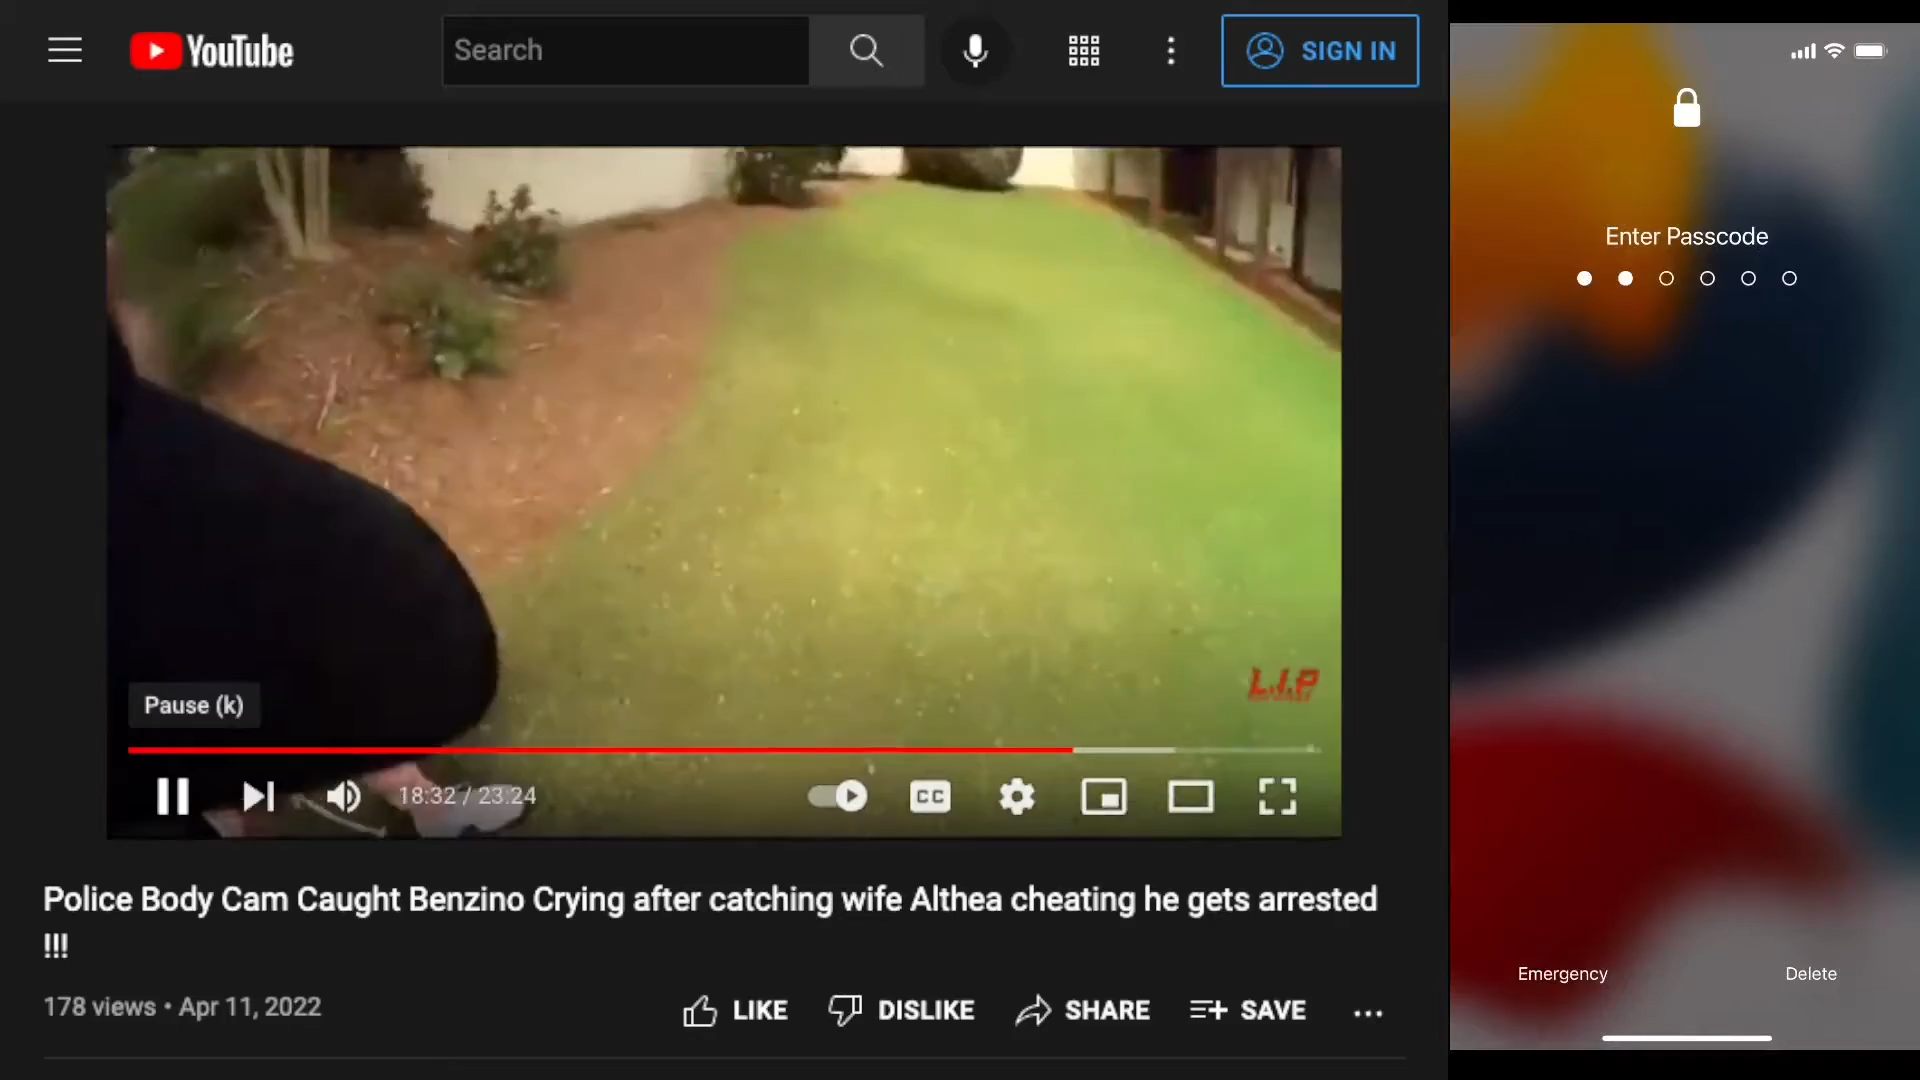 YouTube
Search
SIGN IN
Enter Passcode
L.I.P
Pause (k)
18:32 / 23:24
CC
Police Body Cam Caught Benzino Crying after catching wife Althea cheating he gets arrested
!!!
178 views • Apr 11, 2022
LIKE
DISLIKE
SHARE
SAVE
Emergency
Delete